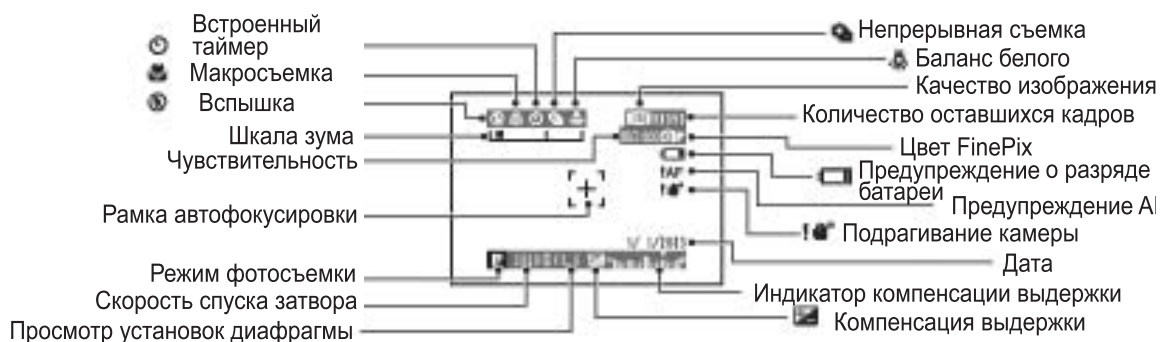 Встроенный
таймер
Макросъемка
Вспышка
Шкала зума
Чувствительность
Рамка автофокусировки
Режим фотосъемки
Скорость спуска затвора
Просмотр установок диафрагмы
Непрерывная съемка
Баланс белого
Качество изображения
Количество оставшихся кадров
Цвет FinePix
Предупреждение о разряде
батареи
Предупреждение AF
Подрагивание камеры
Дата
Индикатор компенсации выдержки
Компенсация выдержки
!AF